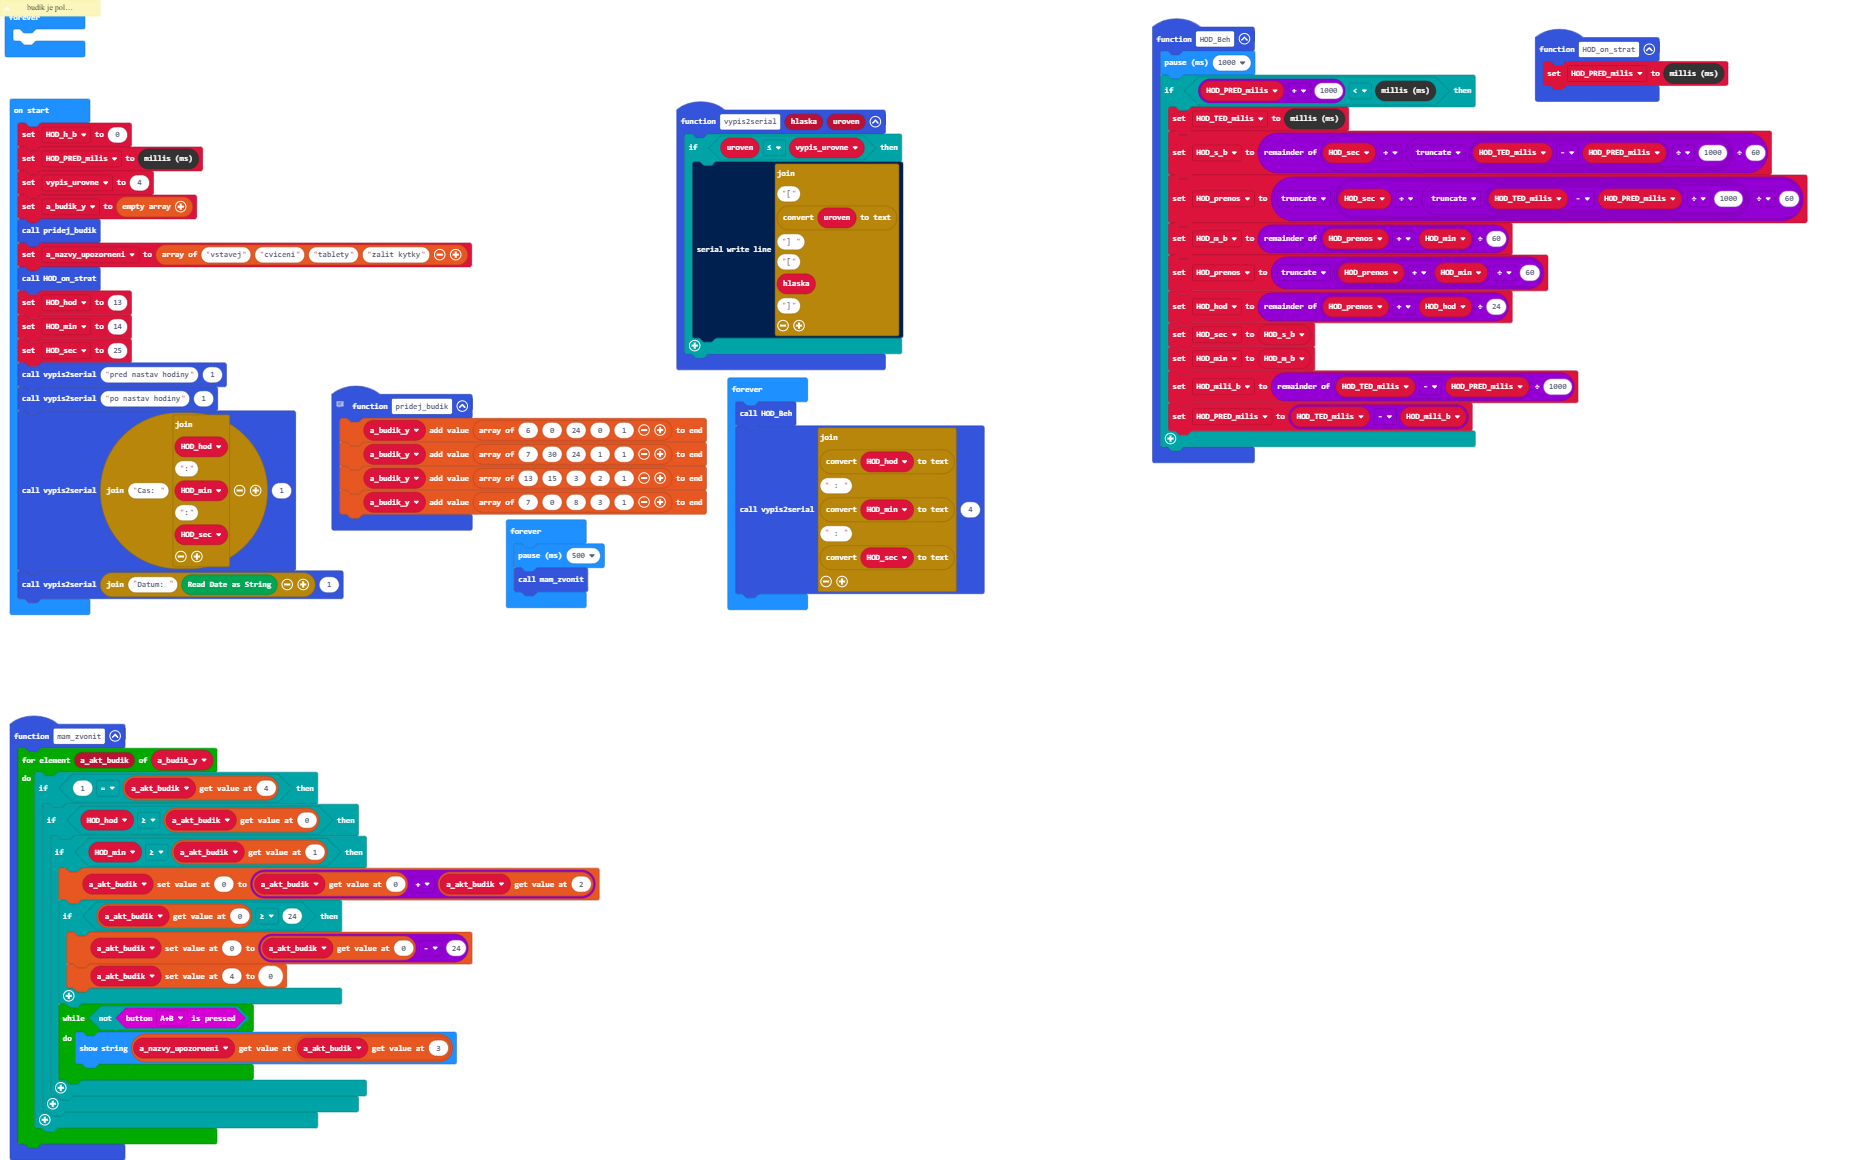 budik je pol...
forever
on start
set HOD_h_b to 0
set HOD_PRED_milis to millis (ms)
set vypis_urovne to 4
set a_budik_y to empty array
call pridej_budik
set a_nazvy_upozorneni to array of "vstavej" "cviceni" "tablety" "zalit kytky"
call HOD_on_strat
set HOD_hod to 13
set HOD_min to 14
set HOD_sec to 25
call vypis2serial "pred nastav hodiny" 1
call vypis2serial "po nastav hodiny" 1
call vypis2serial join "Cas: " join HOD_hod ":" HOD_min ":" HOD_sec 1
call vypis2serial join "Datum: " Read Date as String 1
function pridej_budik
a_budik_y add value array of 6 0 24 0 1 to end
a_budik_y add value array of 7 30 24 1 1 to end
a_budik_y add value array of 13 15 3 2 1 to end
a_budik_y add value array of 7 0 8 3 1 to end
forever
pause (ms) 500
call mam_zvonit
function vypis2serial hlaska uroven
if uroven ≤ vypis_urovne then
serial write line
join
"["
convert uroven to text
"] "
"["
hlaska
"]"
forever
call HOD_Beh
call vypis2serial
join
convert HOD_hod to text
" : "
convert HOD_min to text
" : "
convert HOD_sec to text
4
function HOD_Beh
pause (ms) 1000
if HOD_PRED_milis + 1000 < millis (ms) then
set HOD_TED_milis to millis (ms)
set HOD_s_b to remainder of HOD_sec + truncate HOD_TED_milis - HOD_PRED_milis ÷ 1000 ÷ 60
set HOD_prenos to truncate HOD_sec + truncate HOD_TED_milis - HOD_PRED_milis ÷ 1000 ÷ 60
set HOD_m_b to remainder of HOD_prenos + HOD_min ÷ 60
set HOD_prenos to truncate HOD_prenos + HOD_min ÷ 60
set HOD_hod to remainder of HOD_prenos + HOD_hod ÷ 24
set HOD_sec to HOD_s_b
set HOD_min to HOD_m_b
set HOD_mili_b to remainder of HOD_TED_milis - HOD_PRED_milis ÷ 1000
set HOD_PRED_milis to HOD_TED_milis - HOD_mili_b
function HOD_on_strat
set HOD_PRED_milis to millis (ms)
function mam_zvonit
for element a_akt_budik of a_budik_y
do
if 1 = a_akt_budik get value at 4 then
if HOD_hod ≥ a_akt_budik get value at 0 then
if HOD_min ≥ a_akt_budik get value at 1 then
a_akt_budik set value at 0 to a_akt_budik get value at 0 + a_akt_budik get value at 2
if a_akt_budik get value at 0 ≥ 24 then
a_akt_budik set value at 0 to a_akt_budik get value at 0 - 24
a_akt_budik set value at 4 to 0
while not button A+B is pressed
do
show string a_nazvy_upozorneni get value at a_akt_budik get value at 3